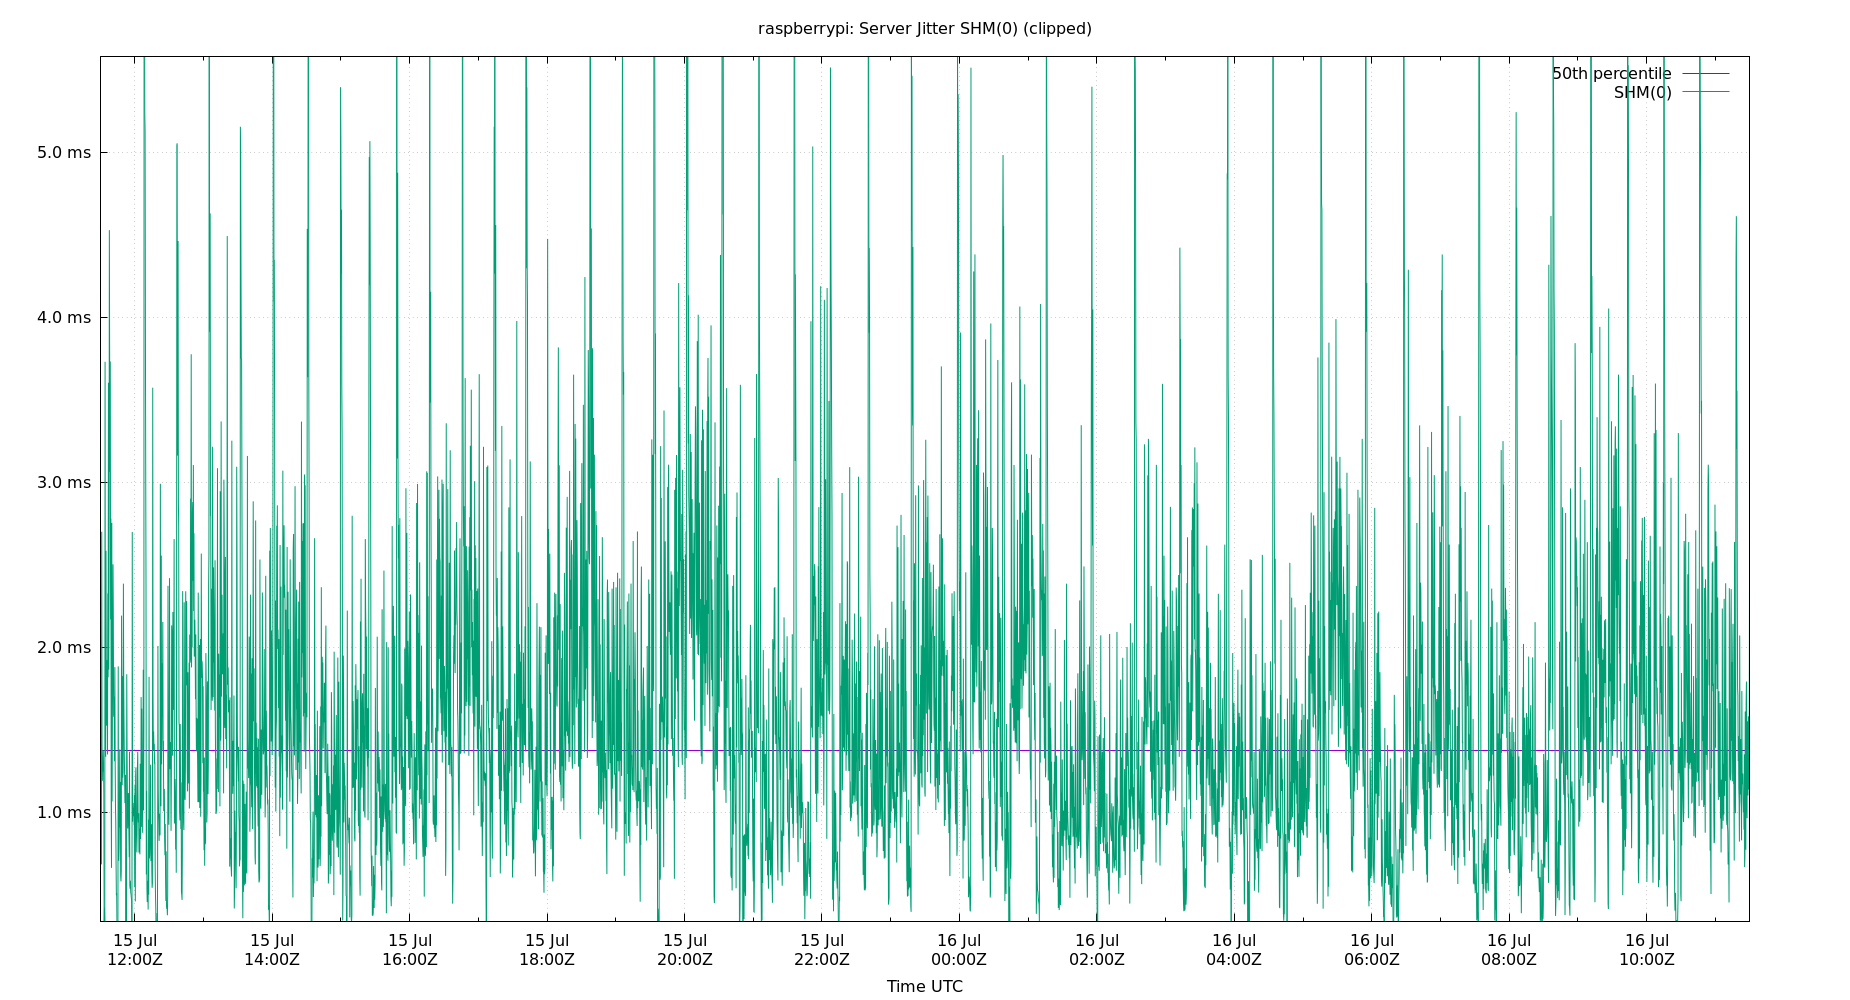 raspberrypi: Server Jitter SHM(0) (clipped)
50th percentile
SHM(0)
5.0 ms
4.0 ms
3.0 ms
2.0 ms
1.0 ms
15 Jul 15 Jul 15 Jul 15 Jul 15 Jul 15 Jul 16 Jul 16 Jul 16 Jul 16 Jul 16 Jul 16 Jul
12:00Z 14:00Z 16:00Z 18:00Z 20:00Z 22:00Z 00:00Z 02:00Z 04:00Z 06:00Z 08:00Z 10:00Z
Time UTC